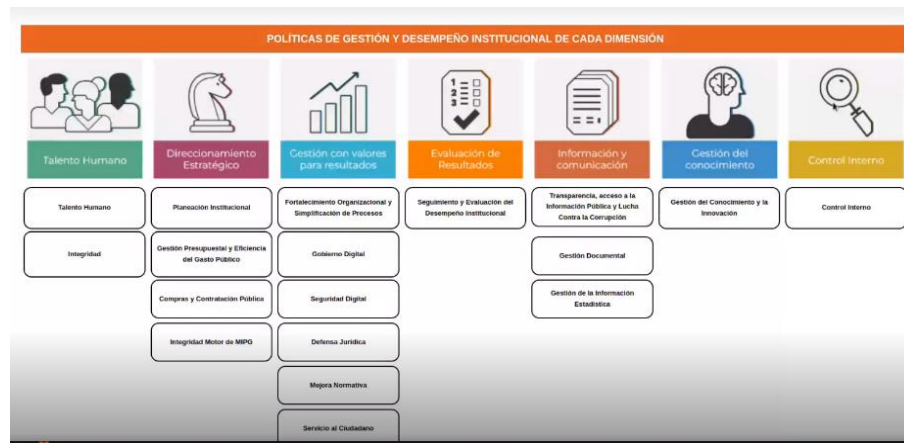 POLÍTICAS DE GESTIÓN Y DESEMPEÑO INSTITUCIONAL DE CADA DIMENSIÓN
1
2
3
Talento Humano
Direccionamiento
Estratégico
Gestión con valores
para resultados
Evaluación de
Resultados
Información y
comunicación
Gestión del
conocimiento
Control Interno
Talento Humano
Planeación Institucional
Fortalecimiento Organizacional y
Simplificación de Procesos
Seguimiento y Evaluación del
Desempeño Institucional
Transparencia, acceso a la
Información Pública y Lucha
Contra la Corrupción
Gestión del Conocimiento y la
Innovación
Control Interno
Integridad
Gestión Presupuestal y Eficiencia
del Gasto Público
Gobierno Digital
Gestión Documental
Compras y Contratación Pública
Seguridad Digital
Gestión de la Información
Estadística
Integridad Motor de MIPG
Defensa Jurídica
Mejora Normativa
Servicio al Ciudadano